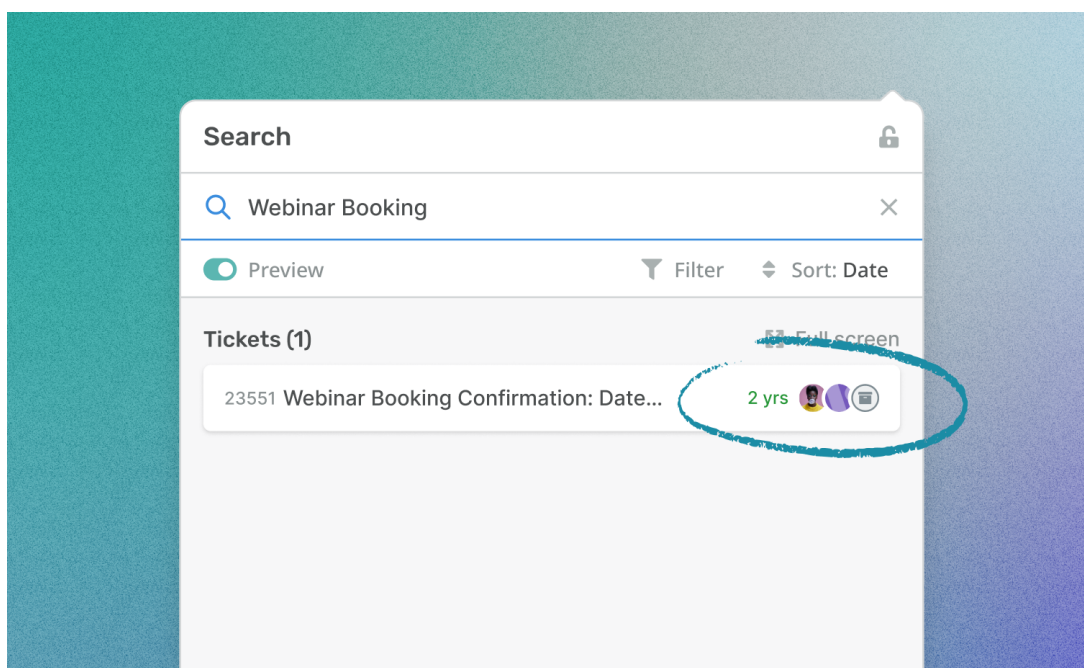 Search
Webinar Booking
Preview Filter Sort: Date
Tickets (1) Full screen
23551 Webinar Booking Confirmation: Date... 2 yrs